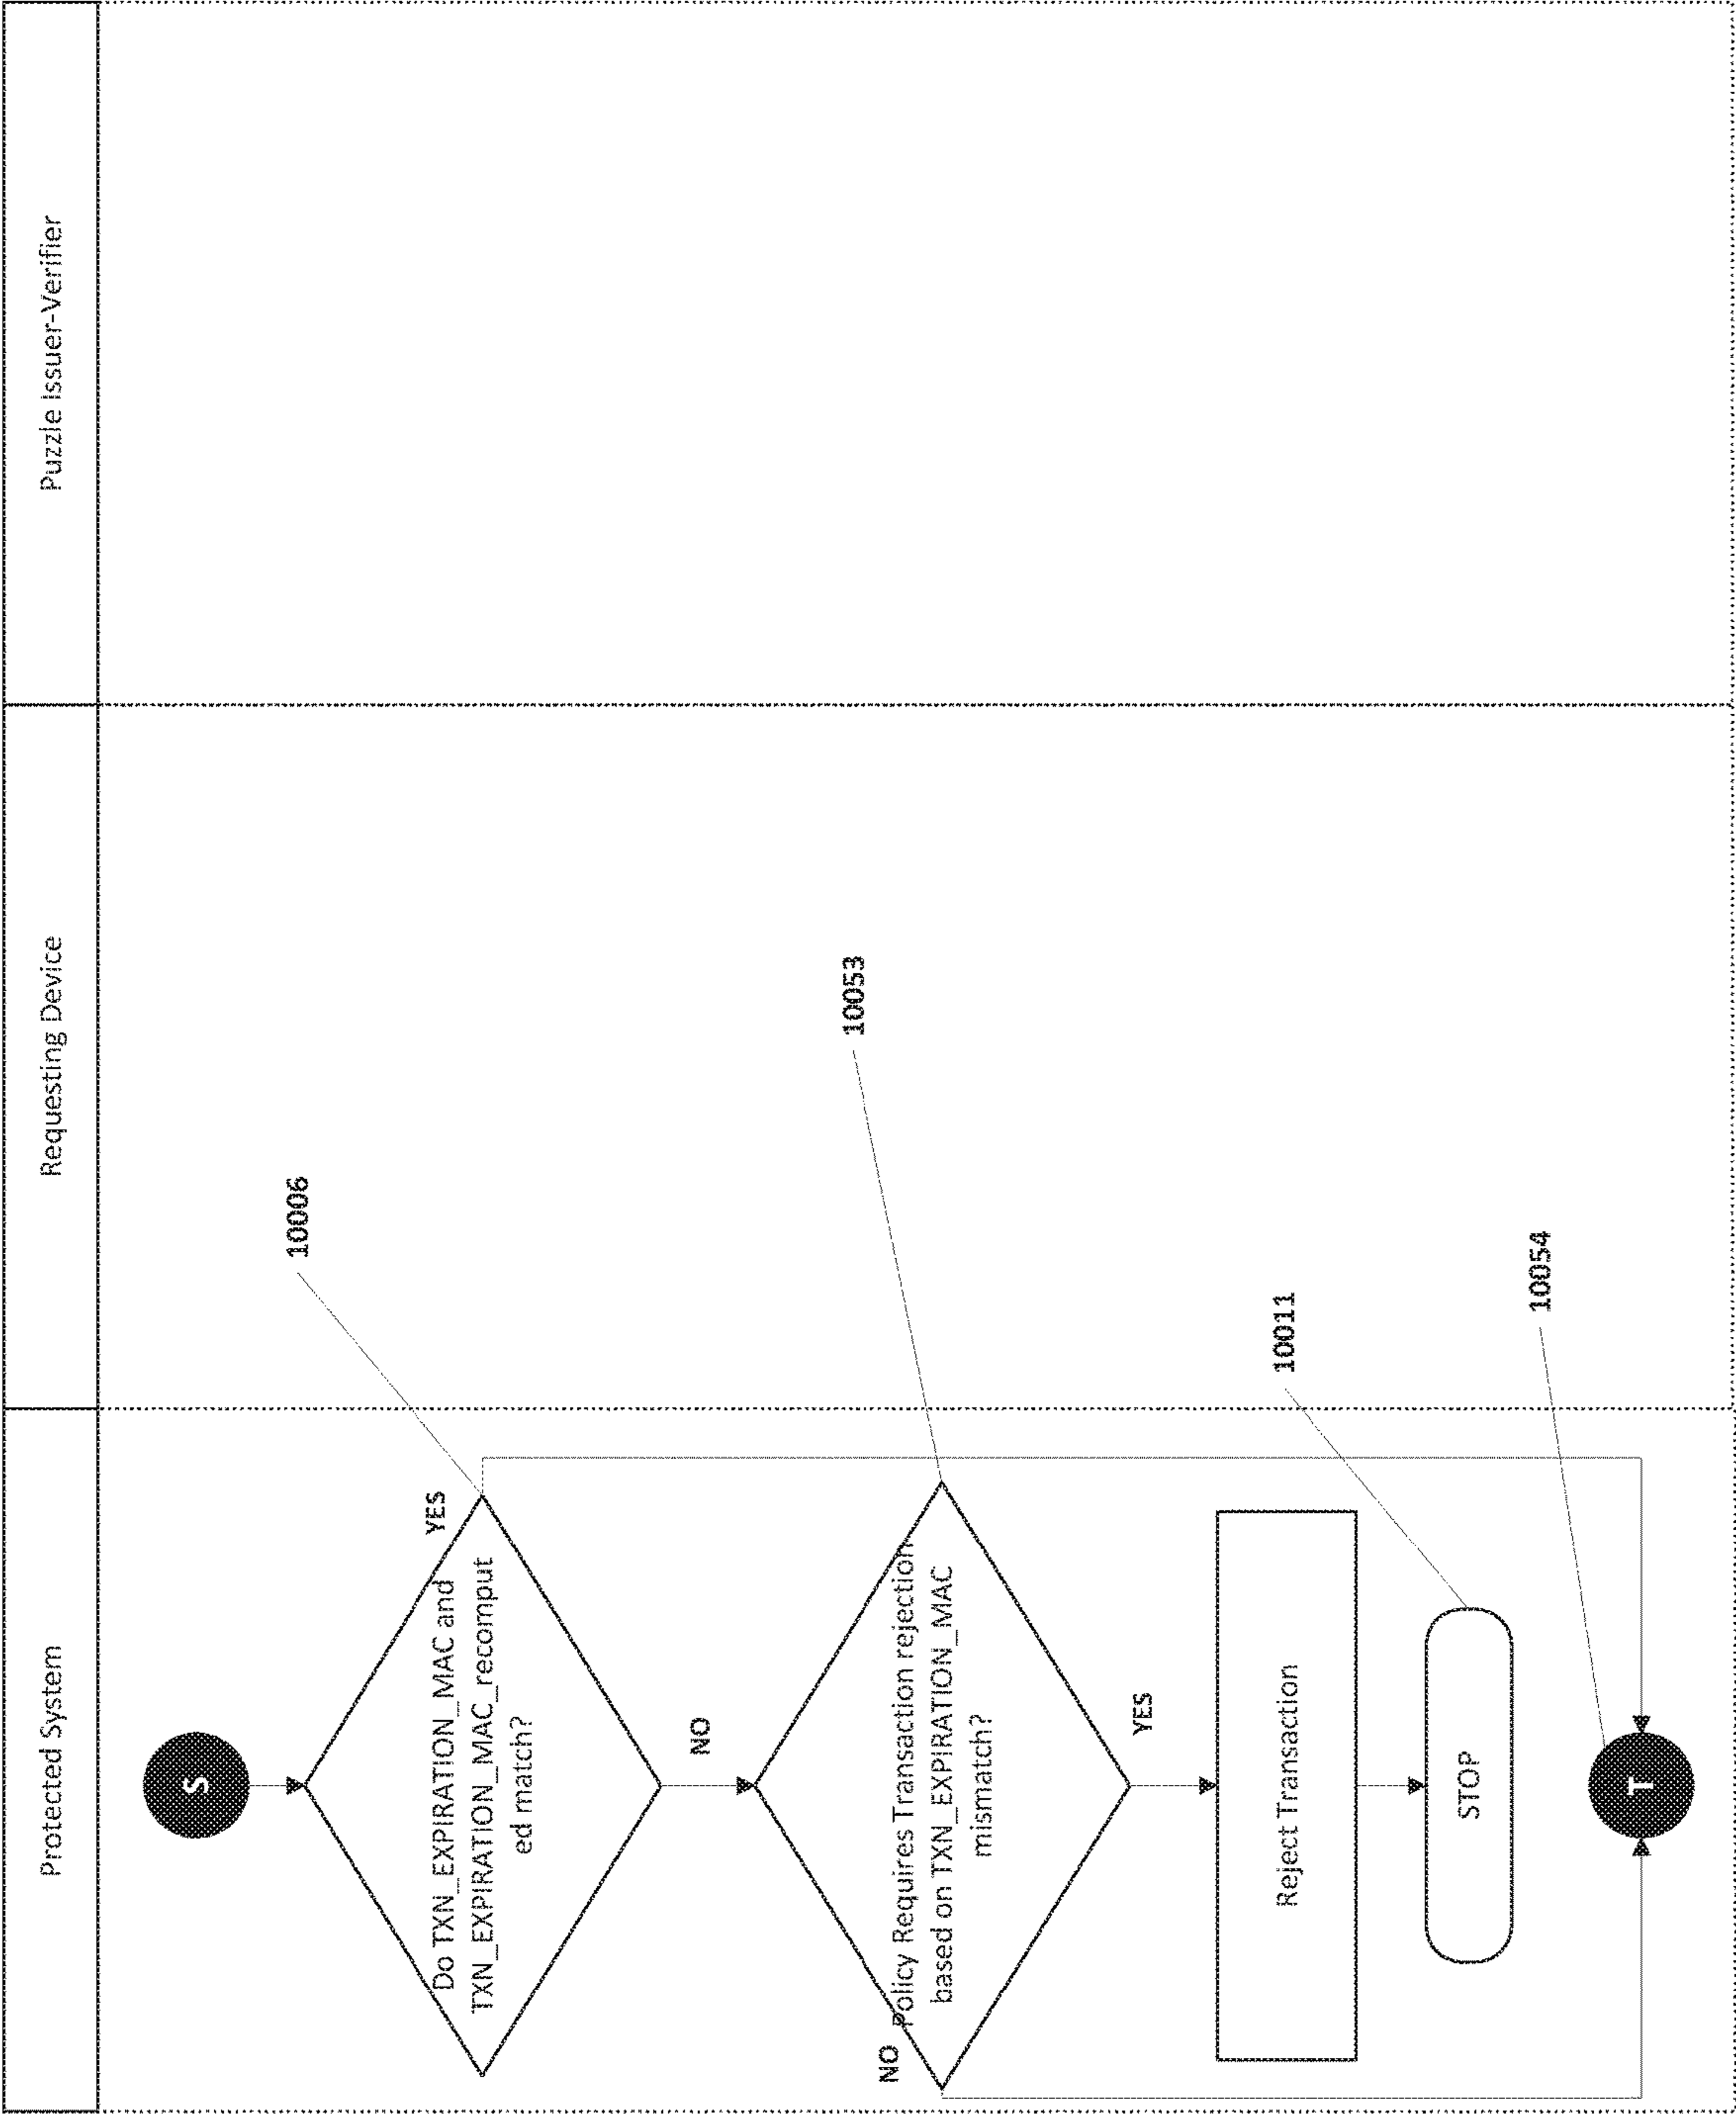 Protected System
Requesting Device
Puzzle Issuer-Verifier
S
Do TXN_EXPIRATION_MAC and
TXN_EXPIRATION_MAC_recomput
ed match?
YES
10006
NO
Policy Requires Transaction rejection
based on TXN_EXPIRATION_MAC
mismatch?
NO
10053
YES
Reject Transaction
10011
STOP
10054
T